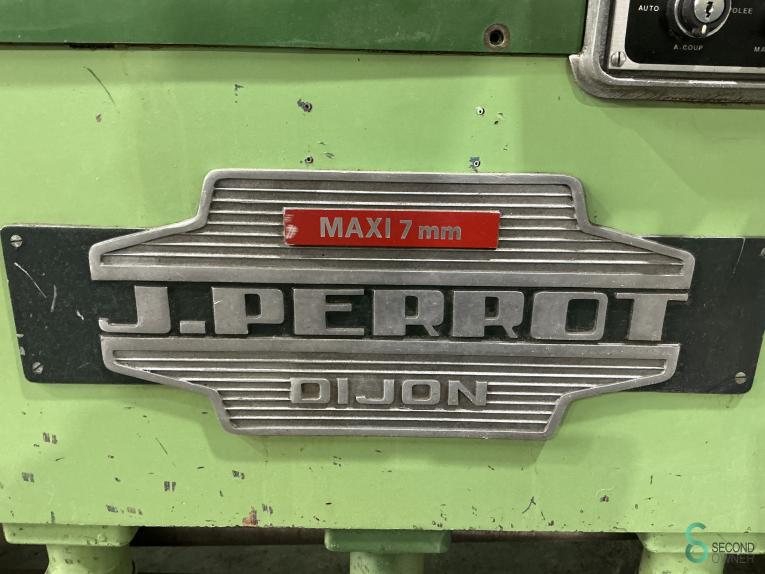 AUTO
A.COUP
MAXI 7 mm
J.PERROT
DIJON
SECOND
OWNER